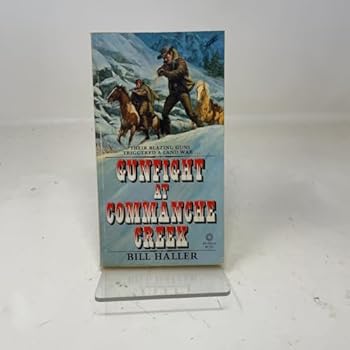 THEIR BLAZING GUNS
TRIGGERED A LAND WAR
GUNFIGHT
AT
COMMANCHE
CREEK
BILL HALLER